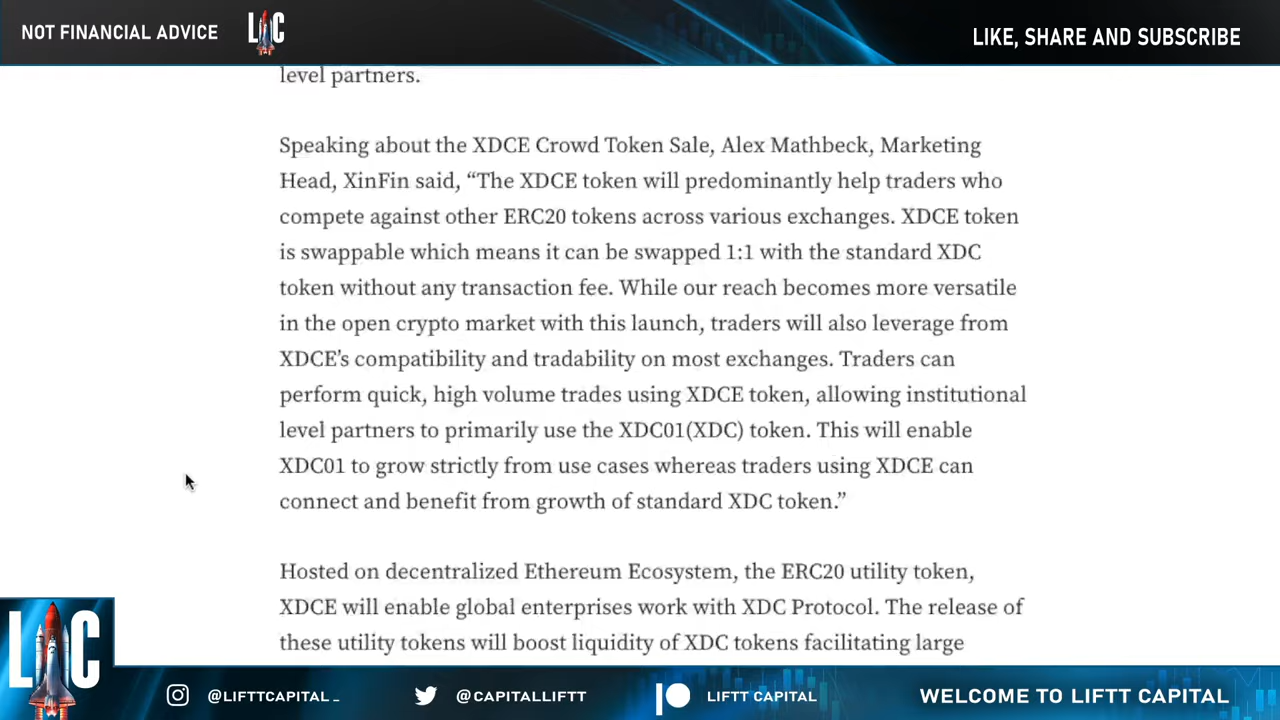 NOT FINANCIAL ADVICE
LC
LIKE, SHARE AND SUBSCRIBE
level partners.
Speaking about the XDCE Crowd Token Sale, Alex Mathbeck, Marketing
Head, XinFin said, “The XDCE token will predominantly help traders who
compete against other ERC20 tokens across various exchanges. XDCE token
is swappable which means it can be swapped 1:1 with the standard XDC
token without any transaction fee. While our reach becomes more versatile
in the open crypto market with this launch, traders will also leverage from
XDCE’s compatibility and tradability on most exchanges. Traders can
perform quick, high volume trades using XDCE token, allowing institutional
level partners to primarily use the XDC01(XDC) token. This will enable
XDC01 to grow strictly from use cases whereas traders using XDCE can
connect and benefit from growth of standard XDC token.”
Hosted on decentralized Ethereum Ecosystem, the ERC20 utility token,
XDCE will enable global enterprises work with XDC Protocol. The release of
these utility tokens will boost liquidity of XDC tokens facilitating large
LC
@LIFTTCAPITAL_
@CAPITALLIFTT
LIFTT CAPITAL
WELCOME TO LIFTT CAPITAL